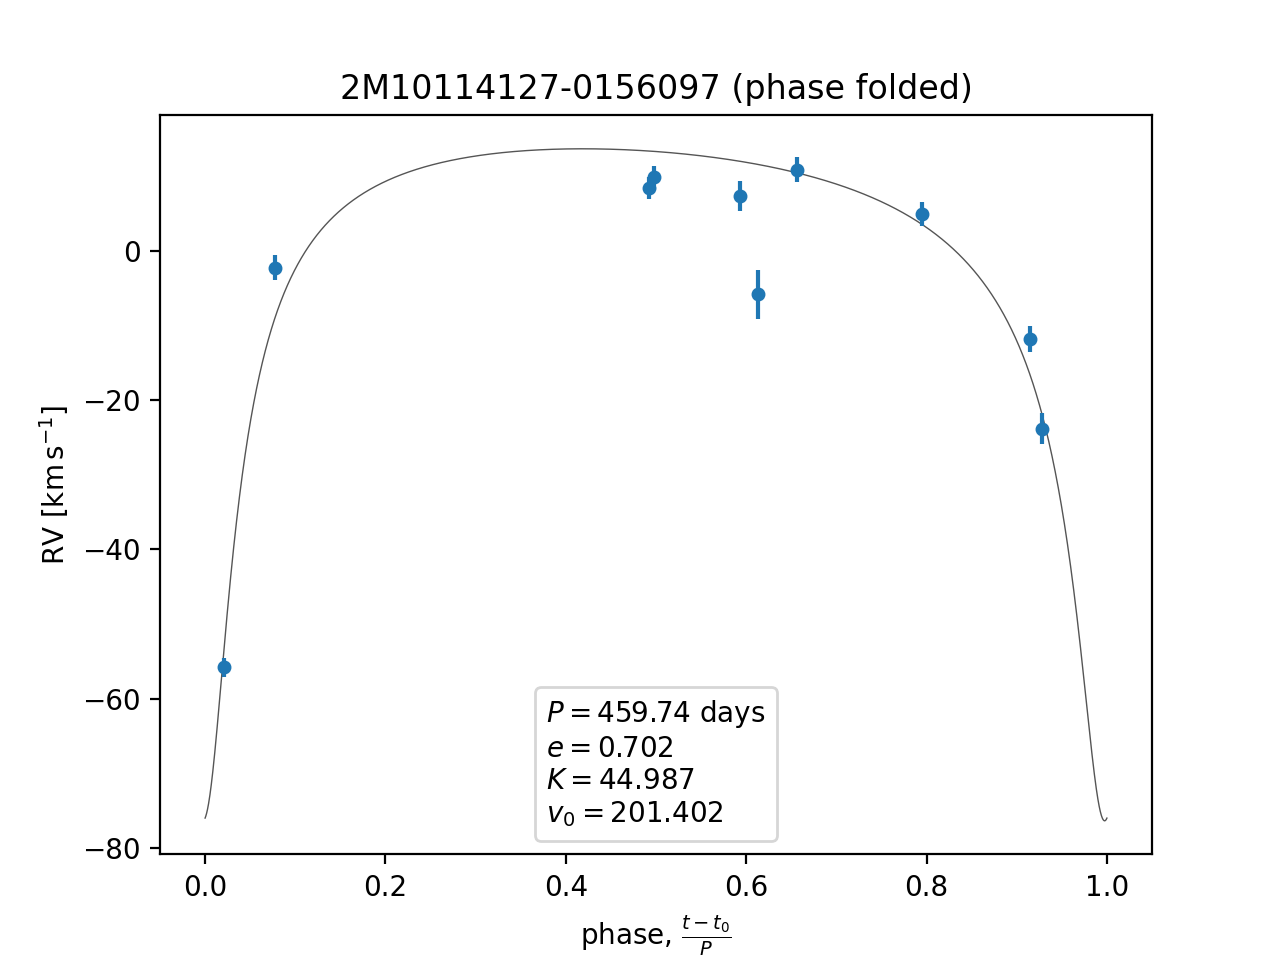 2M10114127-0156097 (phase folded)
RV [km s⁻¹]
0
−20
−40
−60
−80
P = 459.74 days
e = 0.702
K = 44.987
v₀ = 201.402
0.0 0.2 0.4 0.6 0.8 1.0
phase, (t − t₀)/P